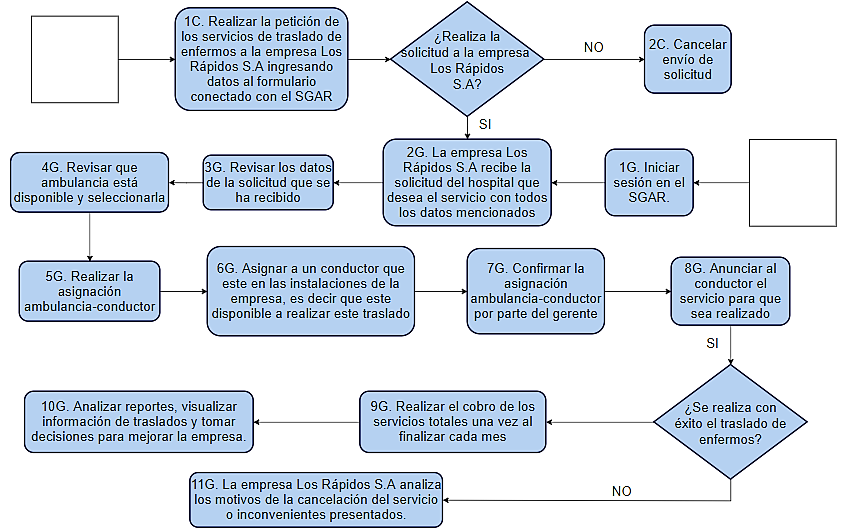 1C. Realizar la petición de
los servicios de traslado de
enfermos a la empresa Los
Rápidos S.A ingresando
datos al formulario
conectado con el SGAR
¿Realiza la
solicitud a la empresa
Los Rápidos
S.A?
NO
2C. Cancelar
envío de
solicitud
SI
4G. Revisar que
ambulancia está
disponible y seleccionarla
3G. Revisar los datos
de la solicitud que se
ha recibido
2G. La empresa Los
Rápidos S.A recibe la
solicitud del hospital que
desea el servicio con todos
los datos mencionados
1G. Iniciar
sesión en el
SGAR.
5G. Realizar la
asignación
ambulancia-conductor
6G. Asignar a un conductor que
este en las instalaciones de la
empresa, es decir que este
disponible a realizar este traslado
7G. Confirmar la
asignación
ambulancia-conductor
por parte del gerente
8G. Anunciar al
conductor el
servicio para que
sea realizado
SI
10G. Analizar reportes, visualizar
información de traslados y tomar
decisiones para mejorar la empresa.
9G. Realizar el cobro de los
servicios totales una vez al
finalizar cada mes
¿Se realiza con
éxito el traslado de
enfermos?
11G. La empresa Los Rápidos S.A analiza
los motivos de la cancelación del servicio
o inconvenientes presentados.
NO